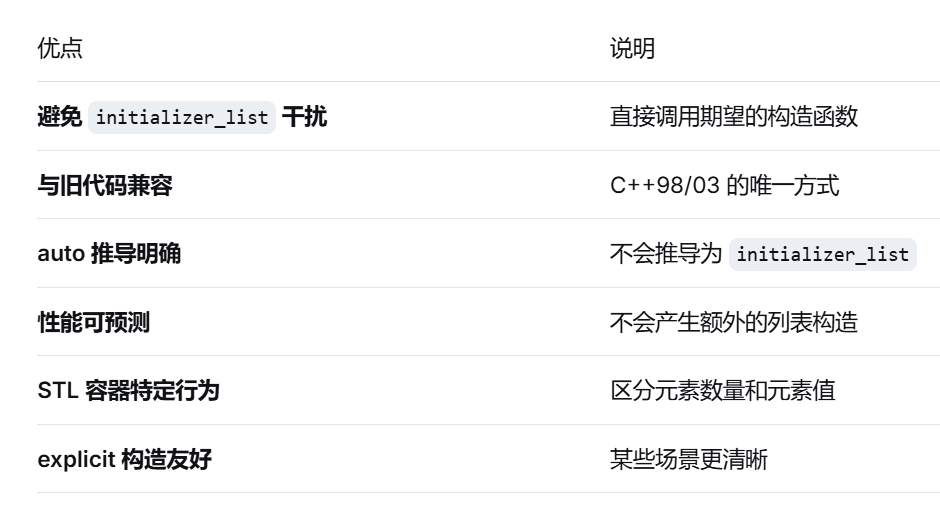 优点 说明
避免 initializer_list 干扰 直接调用期望的构造函数
与旧代码兼容 C++98/03 的唯一方式
auto 推导明确 不会推导为 initializer_list
性能可预测 不会产生额外的列表构造
STL 容器特定行为 区分元素数量和元素值
explicit 构造友好 某些场景更清晰